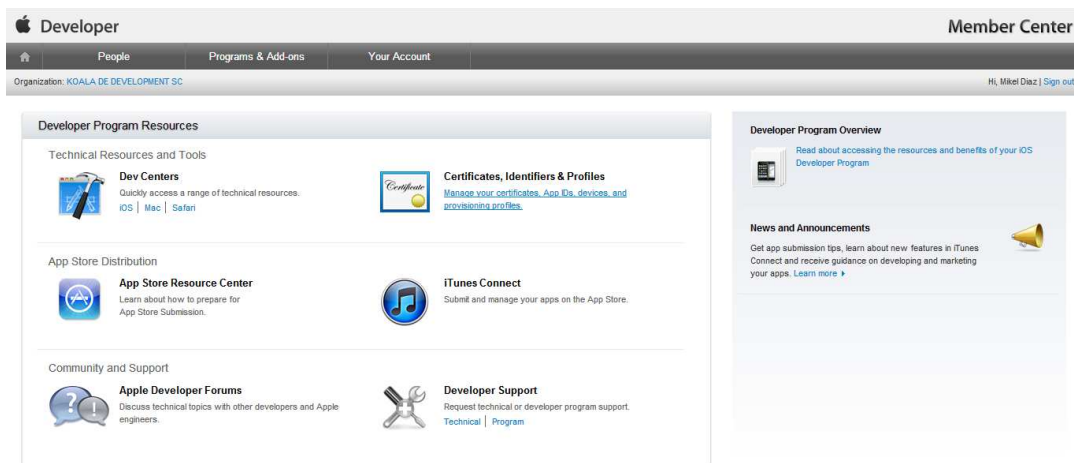 Developer
Member Center
People
Programs & Add-ons
Your Account
Organization: KOALA DE DEVELOPMENT SC
Hi, Mikel Diaz | Sign out
Developer Program Resources
Technical Resources and Tools
Dev Centers
Quickly access a range of technical resources.
iOS | Mac | Safari
Certificate
Certificates, Identifiers & Profiles
Manage your certificates, App IDs, devices, and
provisioning profiles.
App Store Distribution
App Store Resource Center
Learn about how to prepare for
App Store Submission.
iTunes Connect
Submit and manage your apps on the App Store.
Community and Support
Apple Developer Forums
Discuss technical topics with other developers and Apple
engineers.
Developer Support
Request technical or developer program support.
Technical | Program
Developer Program Overview
Read about accessing the resources and benefits of your iOS
Developer Program
News and Announcements
Get app submission tips, learn about new features in iTunes
Connect and receive guidance on developing and marketing
your apps. Learn more